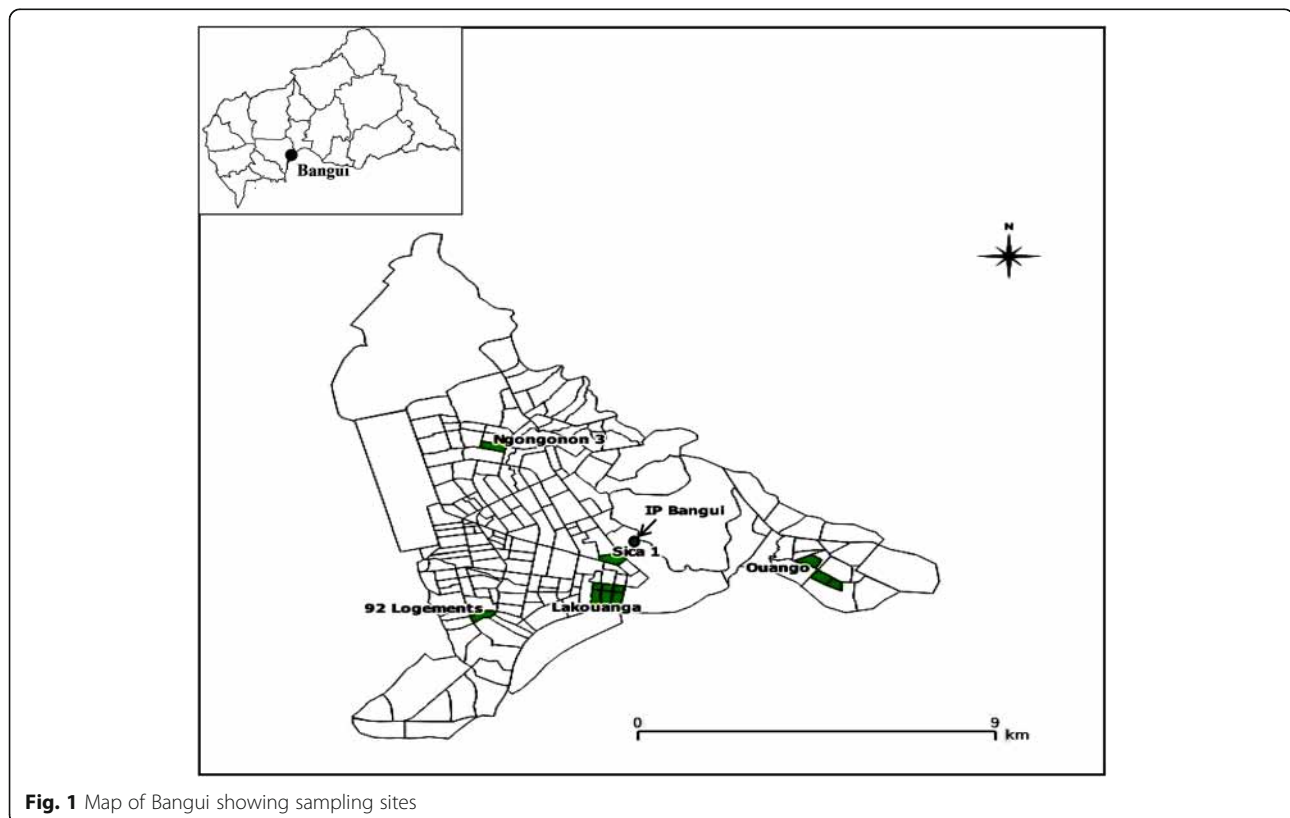 Bangui
N
Ngongonon 3
IP Bangui
Sica 1
Ouango
92 Logements
Lakouanga
0 9
km
Fig. 1 Map of Bangui showing sampling sites